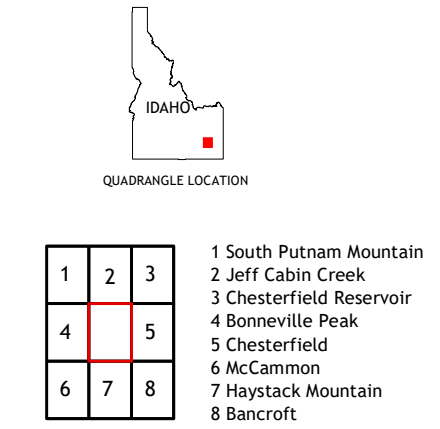 IDAHO
QUADRANGLE LOCATION
1 2 3
4 5
6 7 8
1 South Putnam Mountain
2 Jeff Cabin Creek
3 Chesterfield Reservoir
4 Bonneville Peak
5 Chesterfield
6 McCammon
7 Haystack Mountain
8 Bancroft